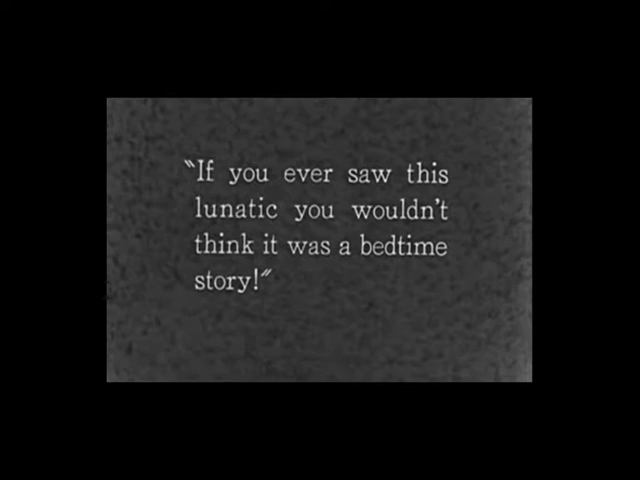 "If you ever saw this
lunatic you wouldn't
think it was a bedtime
story!"